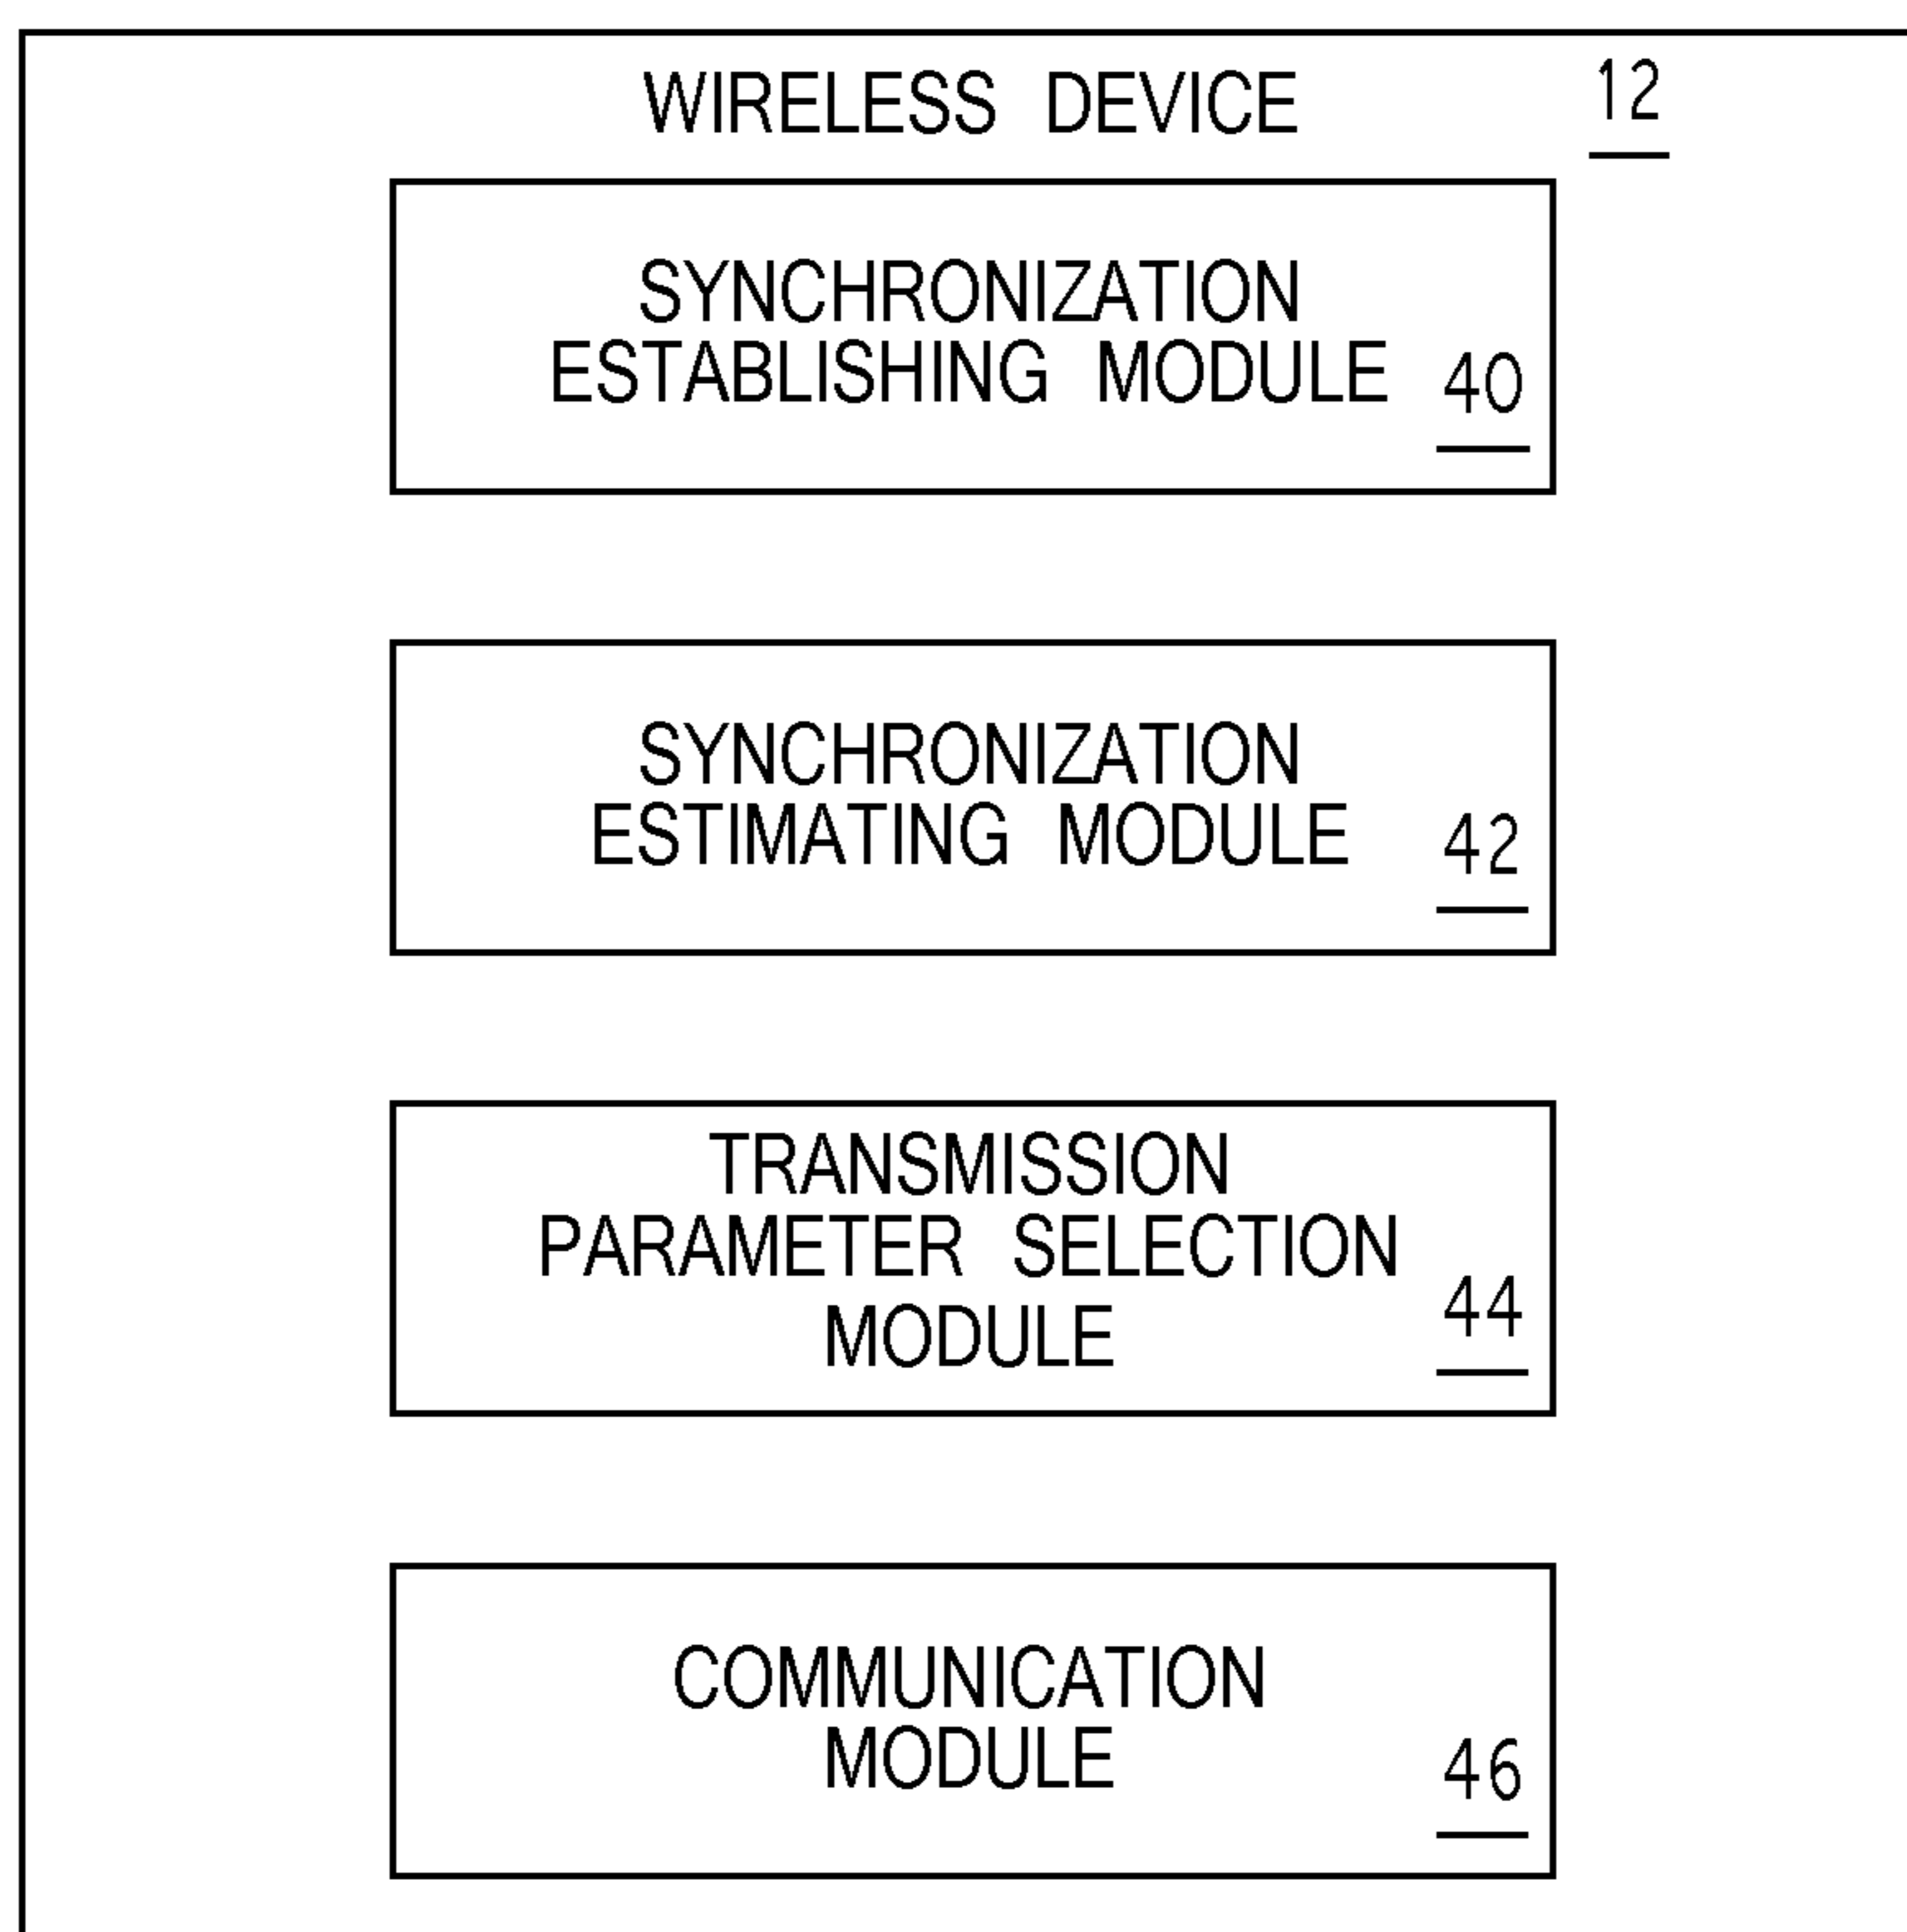 WIRELESS DEVICE 12
SYNCHRONIZATION
ESTABLISHING MODULE 40
SYNCHRONIZATION
ESTIMATING MODULE 42
TRANSMISSION
PARAMETER SELECTION
MODULE 44
COMMUNICATION
MODULE 46